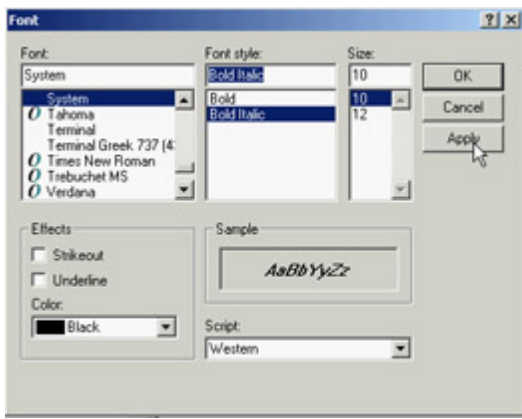 Font
Font:
System
System
Tahoma
Terminal
Terminal Greek 737 (4
Times New Roman
Trebuchet MS
Verdana
Font style:
Bold Italic
Bold
Bold Italic
Size:
10
10
12
OK
Cancel
Apply
Effects
Strikeout
Underline
Color:
Black
Sample
AaBbYyZz
Script:
Western